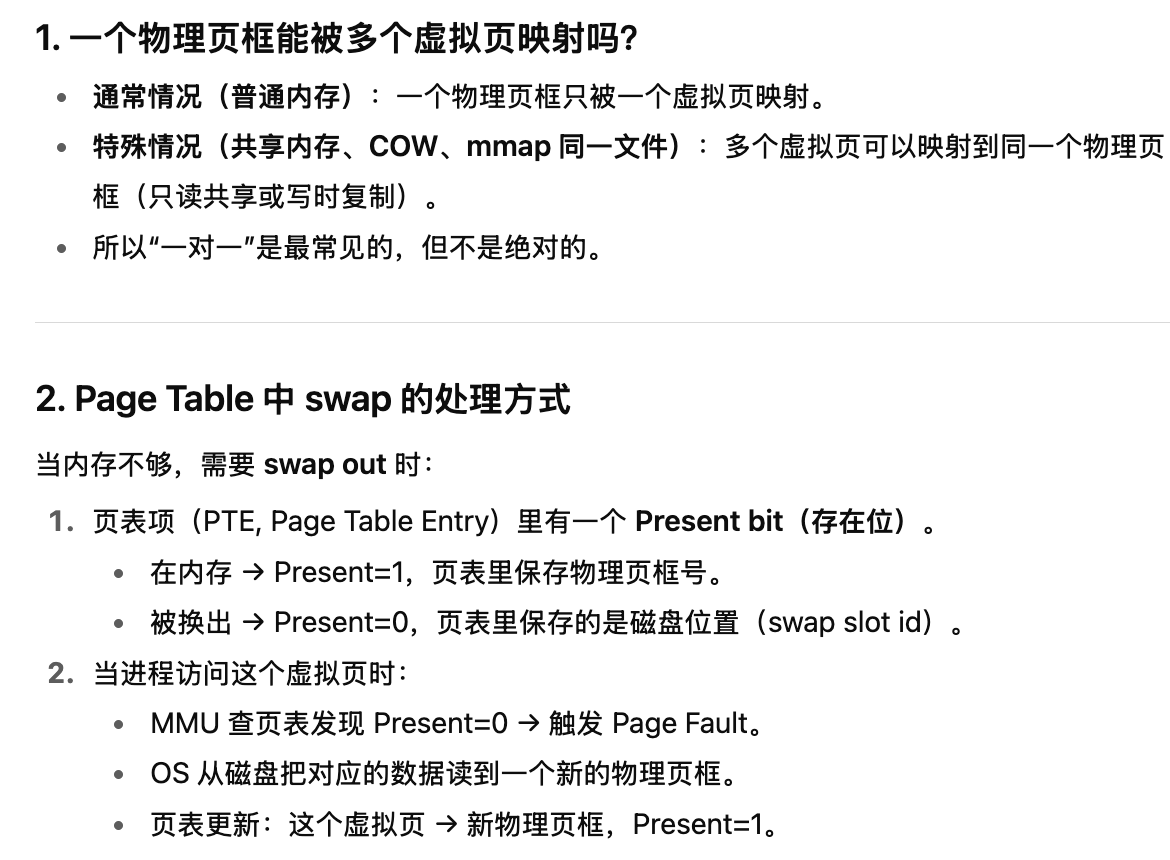 1. 一个物理页框能被多个虚拟页映射吗?
• 通常情况（普通内存）：一个物理页框只被一个虚拟页映射。
• 特殊情况（共享内存、COW、mmap 同一文件）：多个虚拟页可以映射到同一个物理页
框（只读共享或写时复制）。
• 所以“一对一”是最常见的，但不是绝对的。
2. Page Table 中 swap 的处理方式
当内存不够，需要 swap out 时：
1. 页表项（PTE, Page Table Entry）里有一个 Present bit（存在位）。
• 在内存 → Present=1，页表里保存物理页框号。
• 被换出 → Present=0，页表里保存的是磁盘位置（swap slot id）。
2. 当进程访问这个虚拟页时：
• MMU 查页表发现 Present=0 → 触发 Page Fault。
• OS 从磁盘把对应的数据读到一个新的物理页框。
• 页表更新：这个虚拟页 → 新物理页框，Present=1。